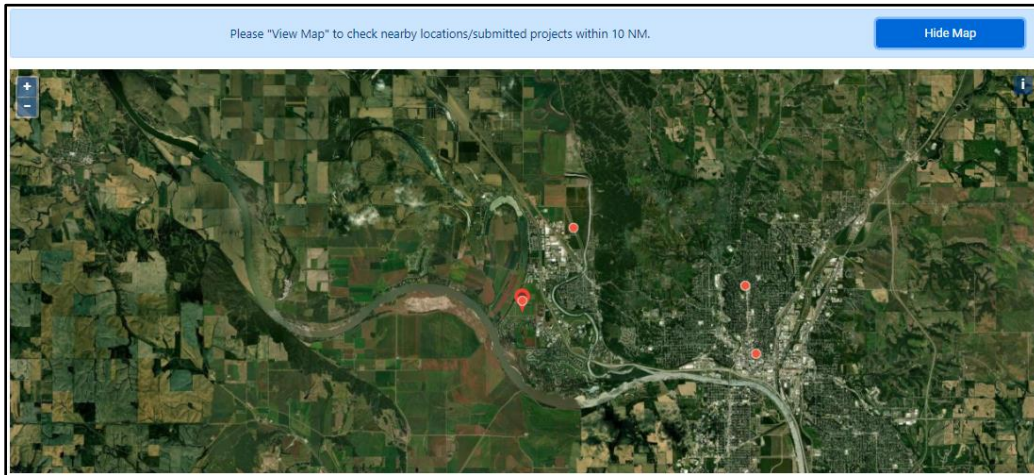 Please "View Map" to check nearby locations/submitted projects within 10 NM.
Hide Map
+
i
−